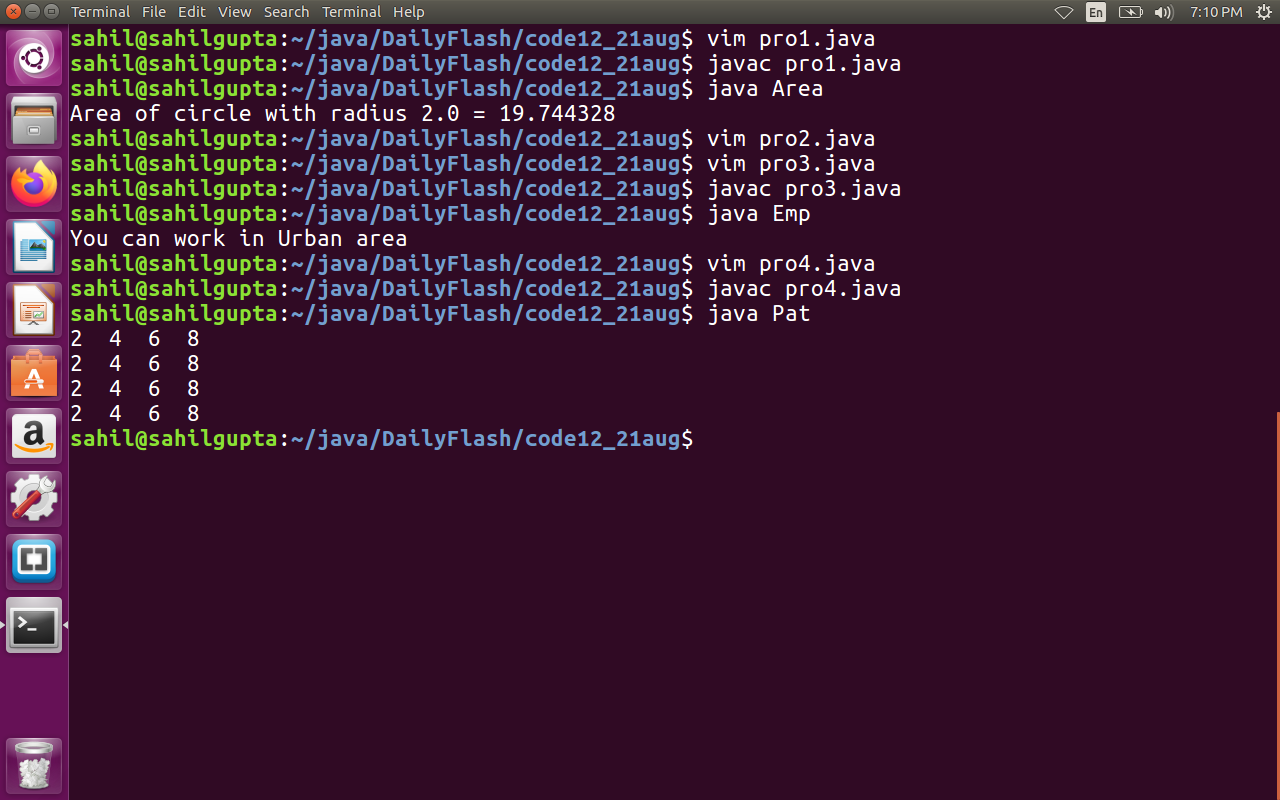 Terminal File Edit View Search Terminal Help En 7:10 PM
sahil@sahilgupta:~/java/DailyFlash/code12_21aug$ vim pro1.java
sahil@sahilgupta:~/java/DailyFlash/code12_21aug$ javac pro1.java
sahil@sahilgupta:~/java/DailyFlash/code12_21aug$ java Area
Area of circle with radius 2.0 = 19.744328
sahil@sahilgupta:~/java/DailyFlash/code12_21aug$ vim pro2.java
sahil@sahilgupta:~/java/DailyFlash/code12_21aug$ vim pro3.java
sahil@sahilgupta:~/java/DailyFlash/code12_21aug$ javac pro3.java
sahil@sahilgupta:~/java/DailyFlash/code12_21aug$ java Emp
You can work in Urban area
sahil@sahilgupta:~/java/DailyFlash/code12_21aug$ vim pro4.java
sahil@sahilgupta:~/java/DailyFlash/code12_21aug$ javac pro4.java
sahil@sahilgupta:~/java/DailyFlash/code12_21aug$ java Pat
2  4  6  8
2  4  6  8
2  4  6  8
2  4  6  8
sahil@sahilgupta:~/java/DailyFlash/code12_21aug$